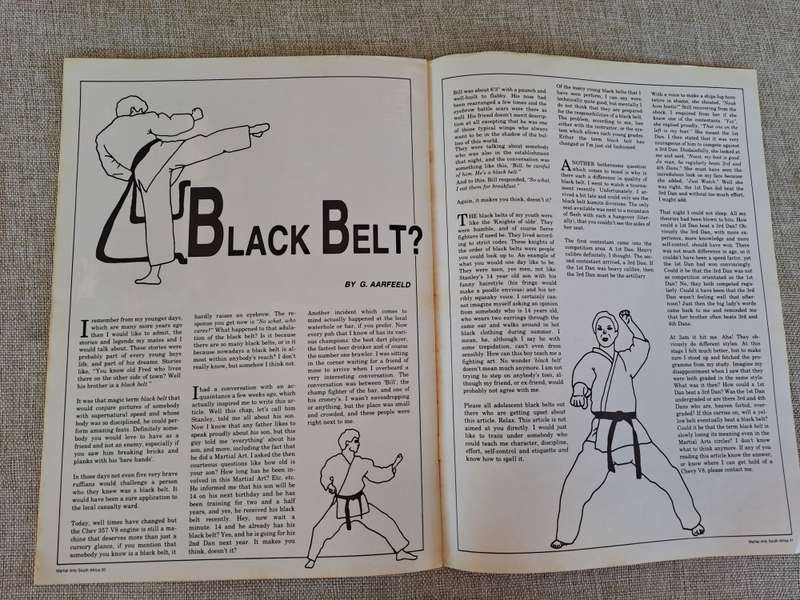 A BLACK BELT?
BY G. AARFEELD
I remember from my younger days,
which are many more years ago
than I would like to admit, the
stories and legends my mates and I
would talk about. These stories were
probably part of every young boys
life, and part of his dreams. Stories
like, "You know old Fred who lives
there on the other side of town? Well
his brother is a black belt."
It was that magic term black belt that
would conjure pictures of somebody
with supernatural speed and whose
body was so disciplined, he could per-
form amazing feats. Definitely some-
body you would love to have as a
friend and not an enemy, especially if
you saw him breaking bricks and
planks with his 'bare hands'.
In those days not even five very brave
ruffians would challenge a person
who they knew was a black belt. It
would have been a sure application to
the local casualty ward.
Today, well times have changed but
the Chev 357 V8 engine is still a ma-
chine that deserves more than just a
cursory glance, if you mention that
somebody you know is a black belt, it
hardly raises an eyebrow. The re-
sponse you get now is "So what, who
cares?" What happened to that adula-
tion of the black belt? Is it because
there are so many black belts, or is it
because nowadays a black belt is al-
most within anybody's reach? I don't
really know, but somehow I think not.
I had a conversation with an ac-
quaintance a few weeks ago, which
actually inspired me to write this ar-
ticle. Well this chap, let's call him
Stanley, told me all about his son.
Now I know that any father likes to
speak proudly about his son, but this
guy told me 'everything' about his
son, and more, including the fact that
he did a Martial Art. I asked the then
courteous questions like how old is
your son? How long has he been in-
volved in this Martial Art? Etc. etc.
He informed me that his son will be
14 on his next birthday and he has
been training for two and a half
years, and yes, he received his black
belt recently. Hey, now wait a
minute 14 and he already has his
black belt? Yes, and he is going for his
2nd Dan next year. It makes you
think, doesn't it?
Another incident which comes to
mind actually happened at the local
waterhole or bar, if you prefer. Now
every pub that I know of has its vari-
ous champions: the best dart player,
the fastest beer drinker and of course
the number one brawler. I was sitting
in the corner waiting for a friend of
mine to arrive when I overheard a
very interesting conversation. The
conversation was between 'Bill', the
champ fighter of the bar, and one of
his croney's. I wasn't eavesdropping
or anything, but the place was small
and crowded, and these people were
right next to me.
Martial Arts South Africa 30
Bill was about 6'3" with a paunch and
well-built to flabby. His nose had
been rearranged a few times and the
eyebrow battle scars were there as
well. His friend doesn't merit descrip-
tion at all excepting that he was one
of those typical wimps who always
want to be in the shadow of the bul-
lies of this world.
They were talking about somebody
who was also in the establishment
that night, and the conversation was
something like this, "Bill, be careful
of him. He's a black belt."
And to this, Bill responded, "So what,
I eat them for breakfast."
Again, it makes you think, doesn't it?
THE black belts of my youth were
like the 'Knights of olde'. They
were humble, and of course fierce
fighters if need be. They lived accord-
ing to strict codes. These knights of
the order of black belts were people
you could look up to. An example of
what you would one day like to be.
They were men, yes men, not like
Stanley's 14 year old son with his
funny hairstyle (his fringe would
make a poodle envious) and his ter-
ribly squeaky voice. I certainly can-
not imagine myself asking an opinion
from somebody who is 14 years old,
who wears two earrings through the
same ear and walks around in hot
black clothing during summer. I
mean, he, although I say he with
some trepidation, can't even dress
sensibly. How can this boy teach me a
fighting art. No wonder 'black belt'
doesn't mean much anymore. I am not
trying to step on anybody's toes, al-
though my friend, or ex-friend, would
probably not agree with me.
Please all adolescent black belts out
there who are getting upset about
this article. Relax. This article is not
aimed at you directly. I would just
like to train under somebody who
could teach me character, discipline,
effort, self-control and etiquette and
know how to spell it.
Of the many young black belts that I
have seen perform, I can say were
technically quite good, but mentally I
do not think that they are prepared
for the responsibilities of a black belt.
The problem, according to me, lies
either with the instructor, or the sys-
tem which allows such young grades.
Either the term black belt has
changed or I'm just old fashioned.
ANOTHER bothersome question
which comes to mind is why is
there such a difference in quality of
black belt. I went to watch a tourna-
ment recently. Unfortunately, I ar-
rived a bit late and could only see the
black belt kumite divisions. The only
seat available was next to a mountain
of flesh with such a hangover (liter-
ally), that you couldn't see the sides of
her seat.
The first contestant came into the
competition area. A 1st Dan. Heavy
calibre definitely, I thought. The sec-
ond contestant arrived, a 3rd Dan. If
the 1st Dan was heavy calibre, then
the 3rd Dan must be the artillery.
With a voice to make a ships fog horn
retire in shame, she shouted, "Naak
hom boetie!" Still recovering from the
shock, I enquired from her if she
knew one of the contestants. "Yes",
she replied proudly, "That one on the
left is my boet." She meant the 1st
Dan. I then stated that it was very
courageous of him to compete against
a 3rd Dan. Disdainfully, she looked at
me and said, "Nooit, my boet is good.
Ja man, he regularly beats 3rd and
4th Dans." She must have seen the
incredulous look on my face because
she added, "Just Watch." Well she
was right, the 1st Dan did beat the
3rd Dan and without too much effort,
I might add.
That night I could not sleep. All my
theories had been blown to bits. How
could a 1st Dan beat a 3rd Dan? Ob-
viously the 3rd Dan, with more ex-
perience, more knowledge and more
self-control, should have won. There
was not much difference in age, so it
couldn't have been a speed factor, yet
the 1st Dan had won convincingly.
Could it be that the 3rd Dan was not
as competition orientated as the 1st
Dan? No, they both competed regu-
larly. Could it have been that the 3rd
Dan wasn't feeling well that after-
noon? Just then the big lady's words
came back to me and reminded me
that her brother often beats 3rd and
4th Dans.
At 3am it hit me. Aha! They ob-
viously do different styles. At this
stage I felt much better, but to make
sure I stood up and fetched the pro-
gramme from my study. Imagine my
disappointment when I saw that they
were both graded in the same style.
What was it then? How could a 1st
Dan beat a 3rd Dan? Was the 1st Dan
undergraded or are there 3rd and 4th
Dans who are, heaven forbid, over-
graded? If this carries on, will a yel-
low belt eventually beat a black belt?
Could it be that the term black belt is
slowly losing its meaning even in the
Martial Arts circles? I don't know
what to think anymore. If any of you
reading this article know the answer,
or know where I can get hold of a
Chevy V8, please contact me.
Martial Arts South Africa 31